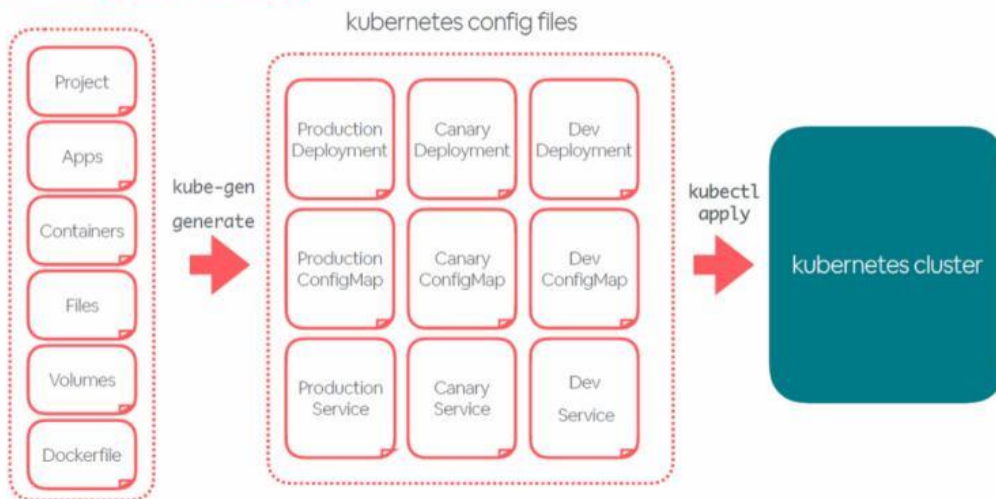 kubernetes config files
Project
Apps
Containers
Files
Volumes
Dockerfile
kube-gen
generate
Production
Deployment
Canary
Deployment
Dev
Deployment
Production
ConfigMap
Canary
ConfigMap
Dev
ConfigMap
Production
Service
Canary
Service
Dev
Service
kubectl
apply
kubernetes cluster